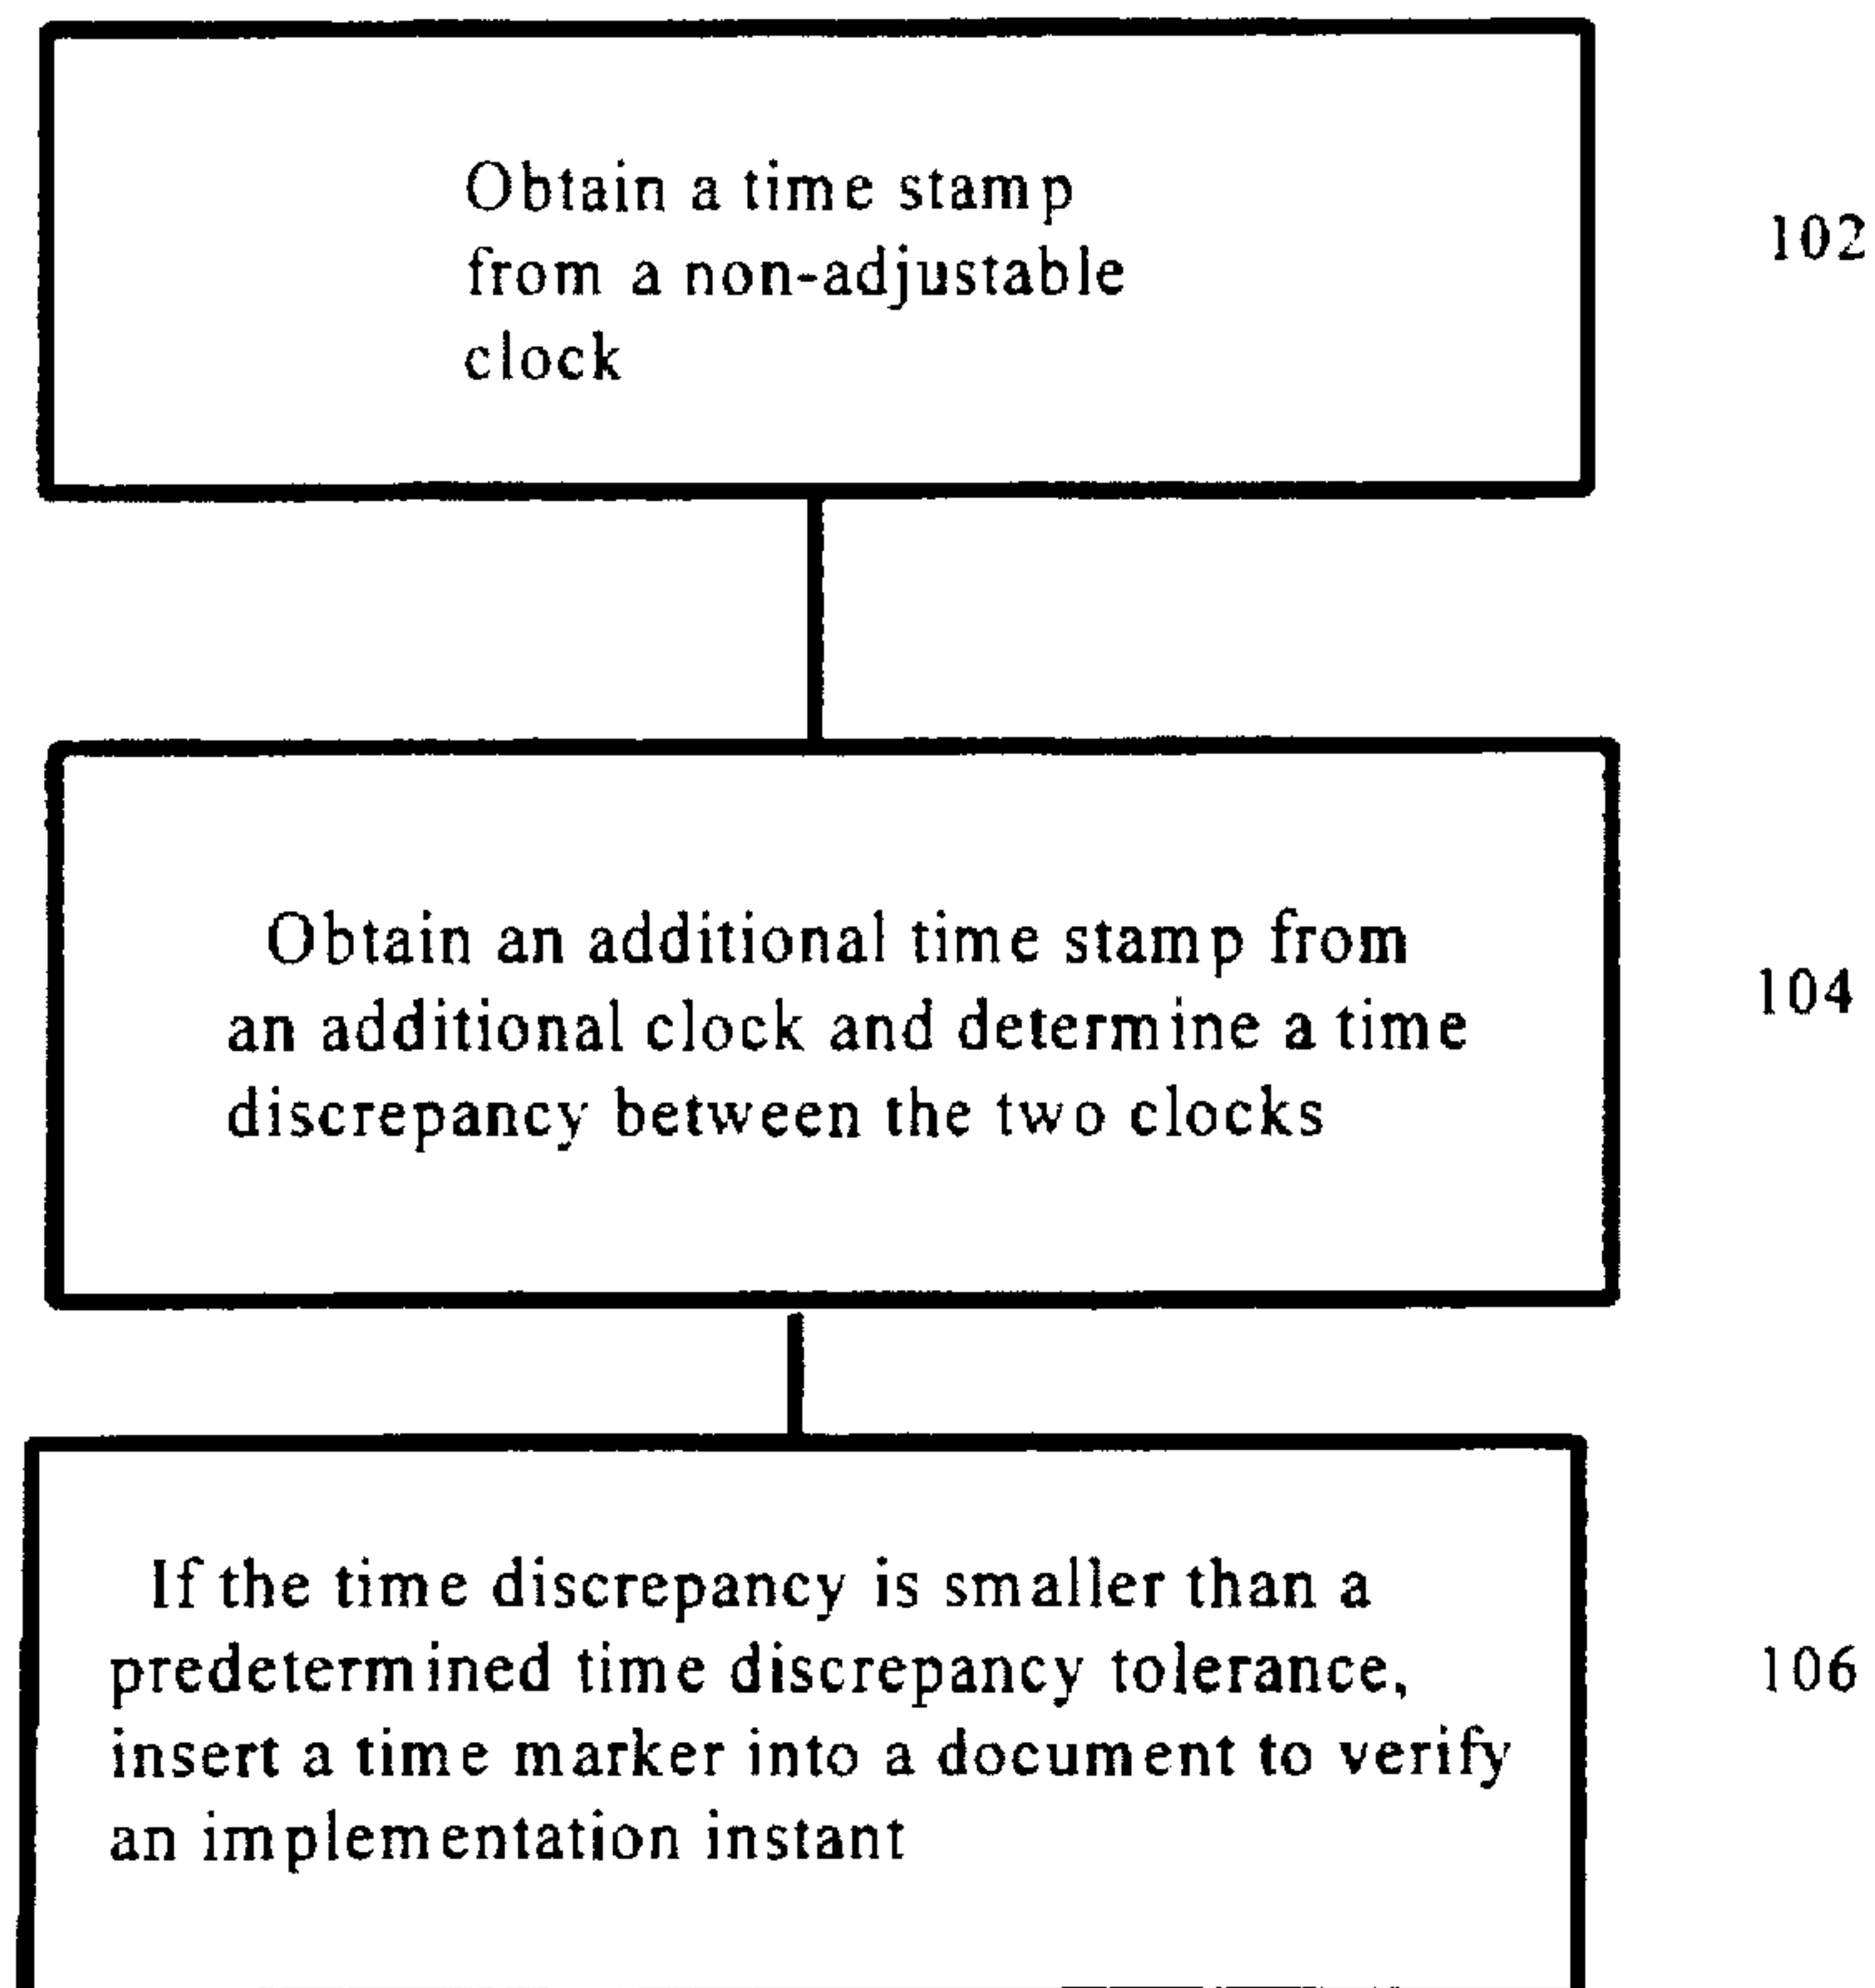 Obtain a time stamp
from a non-adjustable
clock
102
Obtain an additional time stamp from
an additional clock and determine a time
discrepancy between the two clocks
104
If the time discrepancy is smaller than a
predetermined time discrepancy tolerance,
insert a time marker into a document to verify
an implementation instant
106